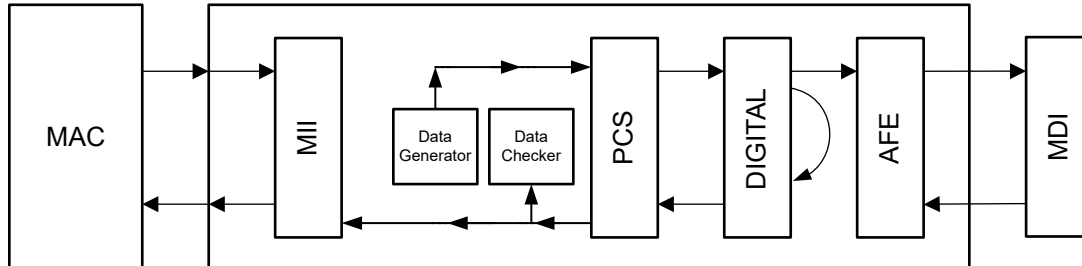 MAC
MII
Data
Generator
Data
Checker
PCS
DIGITAL
AFE
MDI